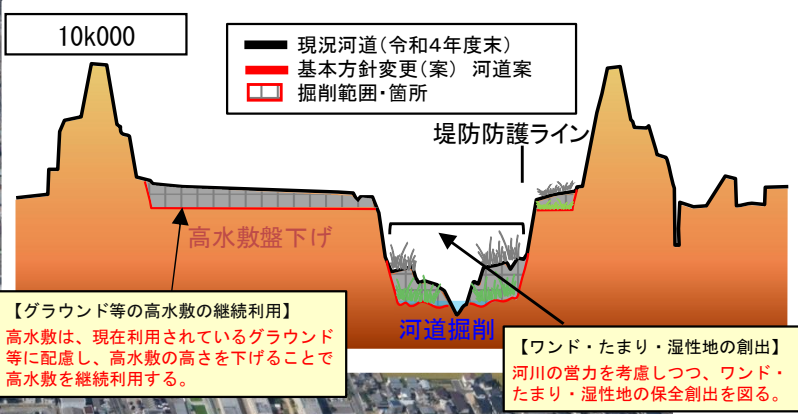 10k000
現況河道（令和４年度末）
基本方針変更（案） 河道案
掘削範囲・箇所
堤防防護ライン
高水敷盤下げ
河道掘削
【グラウンド等の高水敷の継続利用】
高水敷は、現在利用されているグラウンド
等に配慮し、高水敷の高さを下げることで
高水敷を継続利用する。
【ワンド・たまり・湿性地の創出】
河川の営力を考慮しつつ、ワンド・
たまり・湿性地の保全創出を図る。